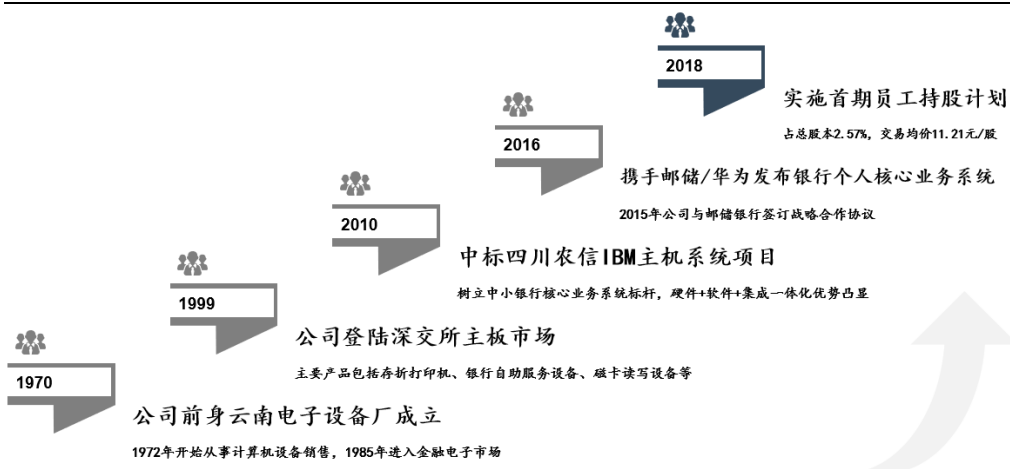 2018
实施首期员工持股计划
占总股本2.57%，交易均价11.21元/股
2016
携手邮储/华为发布银行个人核心业务系统
2015年公司与邮储银行签订战略合作协议
2010
中标四川农信IBM主机系统项目
树立中小银行核心业务系统标杆，硬件+软件+集成一体化优势凸显
1999
公司登陆深交所主板市场
主要产品包括存折打印机、银行自助服务设备、磁卡读写设备等
1970
公司前身云南电子设备厂成立
1972年开始从事计算机设备销售，1985年进入金融电子市场